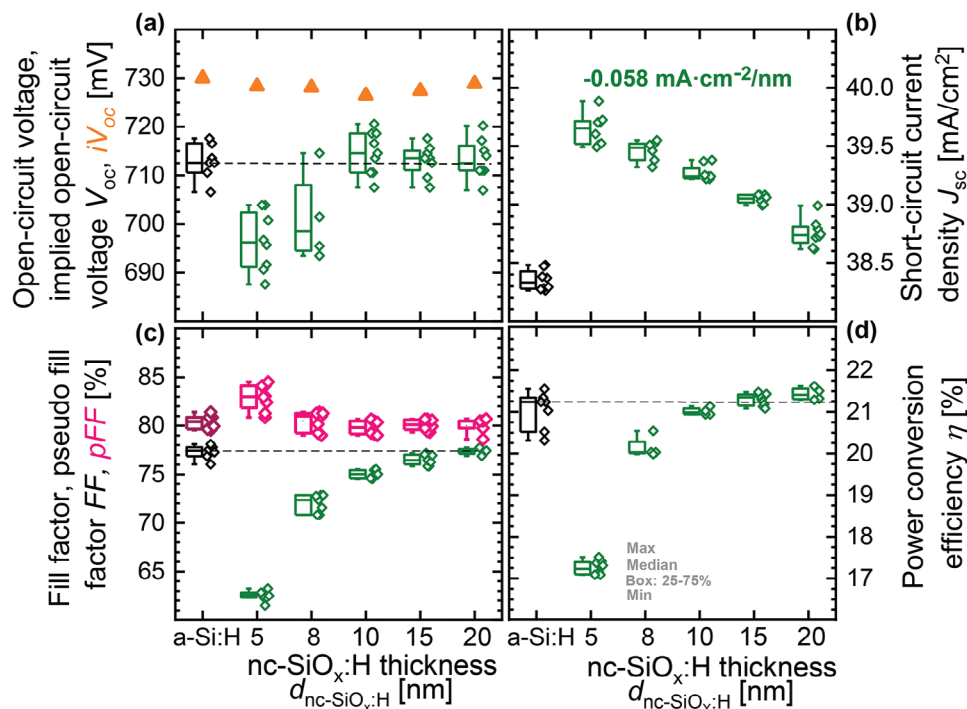 (a)
(b)
Open-circuit voltage,
implied open-circuit
voltage V_oc, iV_oc [mV]
730
720
710
700
690
-0.058 mA·cm⁻²/nm
40.0
39.5
39.0
38.5
Short-circuit current
density J_sc [mA/cm²]
(c)
(d)
Fill factor, pseudo fill
factor FF, pFF [%]
85
80
75
70
65
Max
Median
Box: 25-75%
Min
22
21
20
19
18
17
Power conversion
efficiency η [%]
a-Si:H 5 8 10 15 20
a-Si:H 5 8 10 15 20
nc-SiOₓ:H thickness
d_nc-SiOₓ:H [nm]
nc-SiOₓ:H thickness
d_nc-SiOₓ:H [nm]